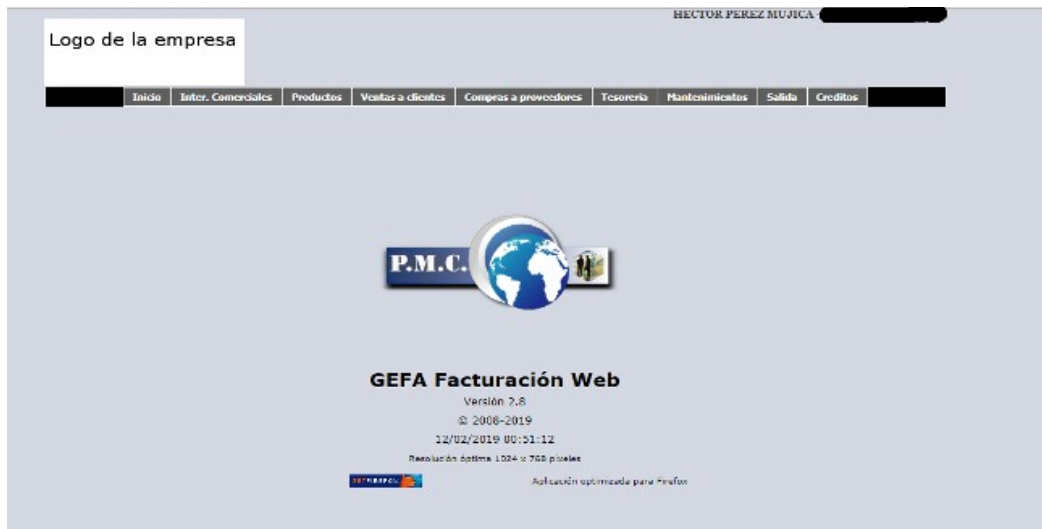 HECTOR PEREZ MUJICA -
Logo de la empresa
Inicio Inter. Comerciales Productos Ventas a clientes Compras a proveedores Tesoreria Mantenimientos Salida Creditos
P.M.C.
GEFA Facturación Web
Versión 2.8
© 2008-2019
12/02/2019 00:51:12
Resolución óptima 1024 x 768 pixeles
Aplicación optimizada para Firefox